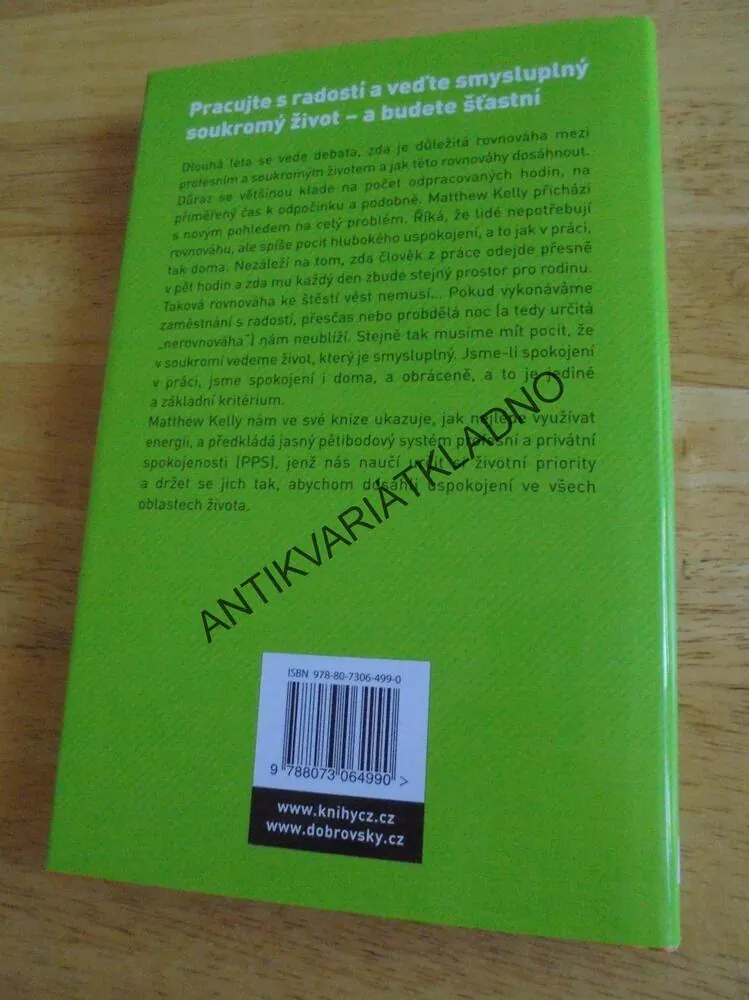 Pracujte s radostí a veďte smysluplný
soukromý život – a budete šťastní
Dlouhá léta se vede debata, zda je důležitá rovnováha mezi
profesním a soukromým životem a jak této rovnováhy dosáhnout.
Důraz se většinou klade na počet odpracovaných hodin, na
přiměřený čas k odpočinku a podobně. Matthew Kelly přichází
s novým pohledem na celý problém. Říká, že lidé nepotřebují
rovnováhu, ale spíše pocit hlubokého uspokojení, a to jak v práci,
tak doma. Nezáleží na tom, zda člověk z práce odejde přesně
v pět hodin a zda mu každý den zbude stejný prostor pro rodinu.
Taková rovnováha ke štěstí vést nemusí... Pokud vykonáváme
zaměstnání s radostí, přesčas nebo probdělá noc (a tedy určitá
„nerovnováha“) nám neublíží. Stejně tak musíme mít pocit, že
v soukromí vedeme život, který je smysluplný. Jsme-li spokojení
v práci, jsme spokojení i doma, a obráceně, a to je jediné
a základní kritérium.
Matthew Kelly nám ve své knize ukazuje, jak nejlépe využívat
energii, a předkládá jasný pětibodový systém profesní a privátní
spokojenosti (PPS), jenž nás naučí si životní priority
a držet se jich tak, abychom dosáhli uspokojení ve všech
oblastech života.
ANTIKVARIÁTKLADNO
ISBN 978-80-7306-499-0
9 788073 064990 >
www.knihycz.cz
www.dobrovsky.cz